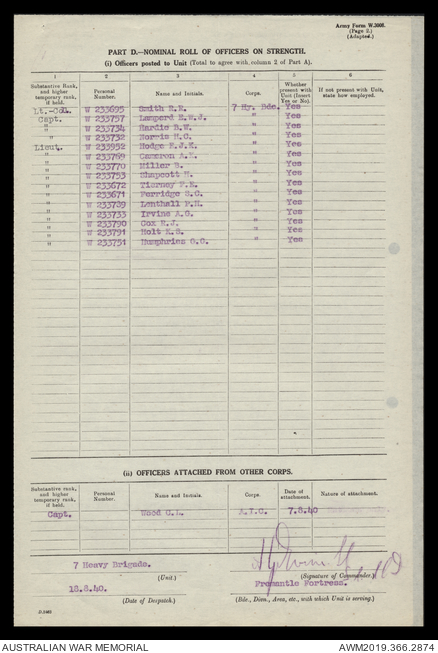 Army Form W.3008.
(Page 2.)
(Adapted.)
PART D.—NOMINAL ROLL OF OFFICERS ON STRENGTH.
(i) Officers posted to Unit (Total to agree with column 2 of Part A).
1 2 3 4 5 6
Substantive Rank, and higher temporary rank, if held. Personal Number. Name and Initials. Corps. Whether present with Unit (Insert Yes or No). If not present with Unit, state how employed.
Lt.-Col. W 233695 Smith 7 Hy. Bde. Yes
Capt. W 233757 Lampard E.W.J. " Yes
" W 233734 Hardie B.W. " Yes
" W 233732 Norris H.C. " Yes
Lieut. W 233952 Hodge E.J.K. " Yes
" W 233769 Cameron " Yes
" W 233770 Miller " Yes
" W 233753 Shapcott H. " Yes
" W 233672 Tierney " Yes
" W 233671 Ferridge " Yes
" W 233739 Lenthall " Yes
" W 233733 Irvine A.G. " Yes
" W 233790 Cox E.J. " Yes
" W 233791 Holt " Yes
" W 233751 Humphries G.C. " Yes
(ii) OFFICERS ATTACHED FROM OTHER CORPS.
Substantive rank, and higher temporary rank, if held. Personal Number. Name and Initials. Corps. Date of attachment. Nature of attachment.
Capt. Hood C.L. A.I.C. 7.8.40
7 Heavy Brigade.
(Unit.) (Signature of Commander.)
Fremantle Fortress.
18.8.40.
(Date of Despatch.) (Bde., Divn., Area, etc., with which Unit is serving.)
AUSTRALIAN WAR MEMORIAL AWM2019.366.2874